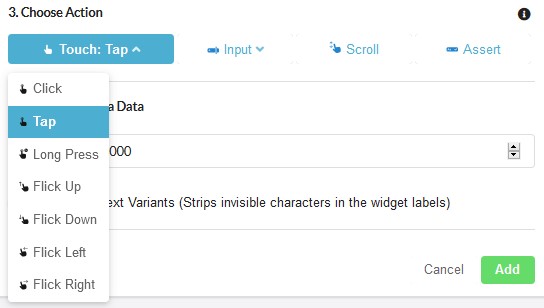 3. Choose Action
Touch: Tap
Input
Scroll
Assert
Click
Tap
Long Press
Flick Up
Flick Down
Flick Left
Flick Right
a Data
000
ext Variants (Strips invisible characters in the widget labels)
Cancel
Add